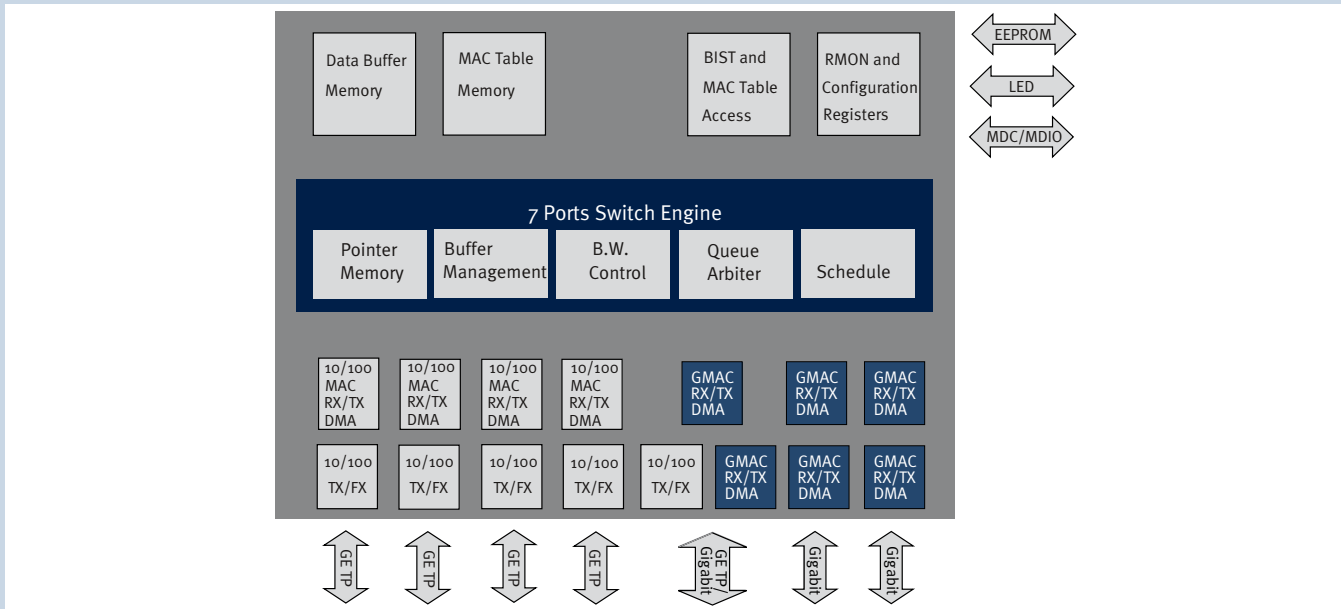 Data Buffer
Memory
MAC Table
Memory
BIST and
MAC Table
Access
RMON and
Configuration
Registers
EEPROM
LED
MDC/MDIO
7 Ports Switch Engine
Pointer
Memory
Buffer
Management
B.W.
Control
Queue
Arbiter
Schedule
10/100
MAC
RX/TX
DMA
10/100
MAC
RX/TX
DMA
10/100
MAC
RX/TX
DMA
10/100
MAC
RX/TX
DMA
GMAC
RX/TX
DMA
GMAC
RX/TX
DMA
GMAC
RX/TX
DMA
10/100
TX/FX
10/100
TX/FX
10/100
TX/FX
10/100
TX/FX
10/100
TX/FX
GMAC
RX/TX
DMA
GMAC
RX/TX
DMA
GMAC
RX/TX
DMA
GE TP
GE TP
GE TP
GE TP
GE TP/
Gigabit
Gigabit
Gigabit